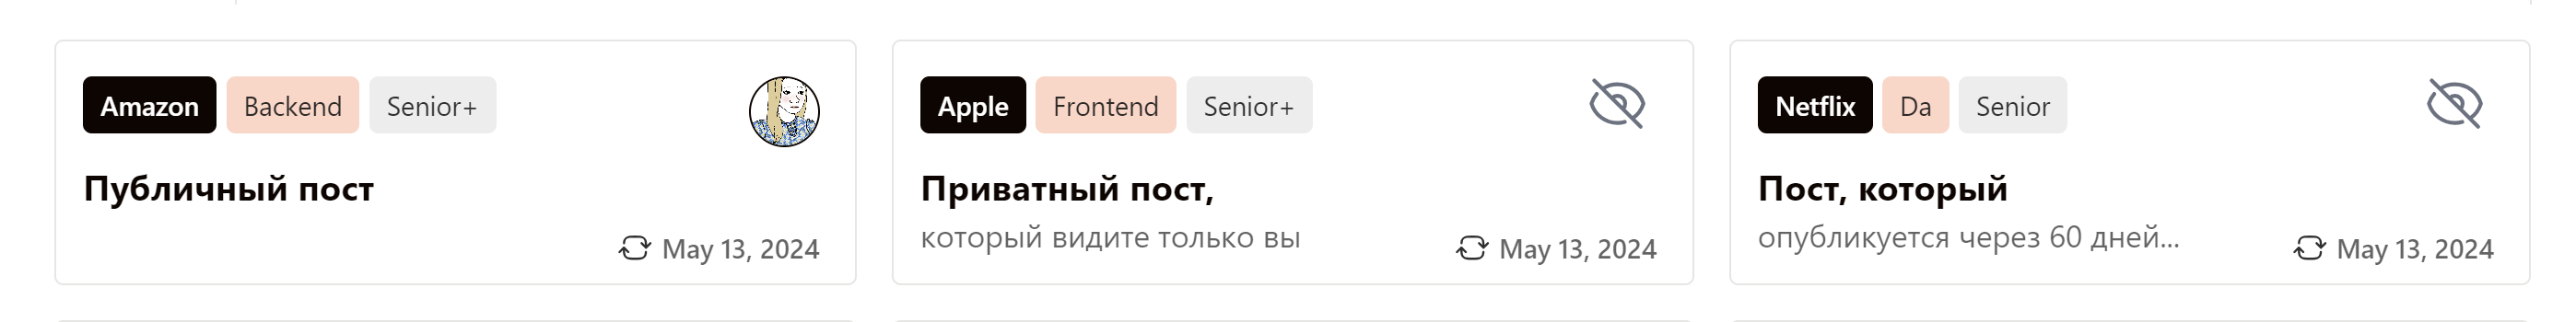 Amazon Backend Senior+
Публичный пост
May 13, 2024
Apple Frontend Senior+
Приватный пост,
который видите только вы
May 13, 2024
Netflix Da Senior
Пост, который
опубликуется через 60 дней...
May 13, 2024